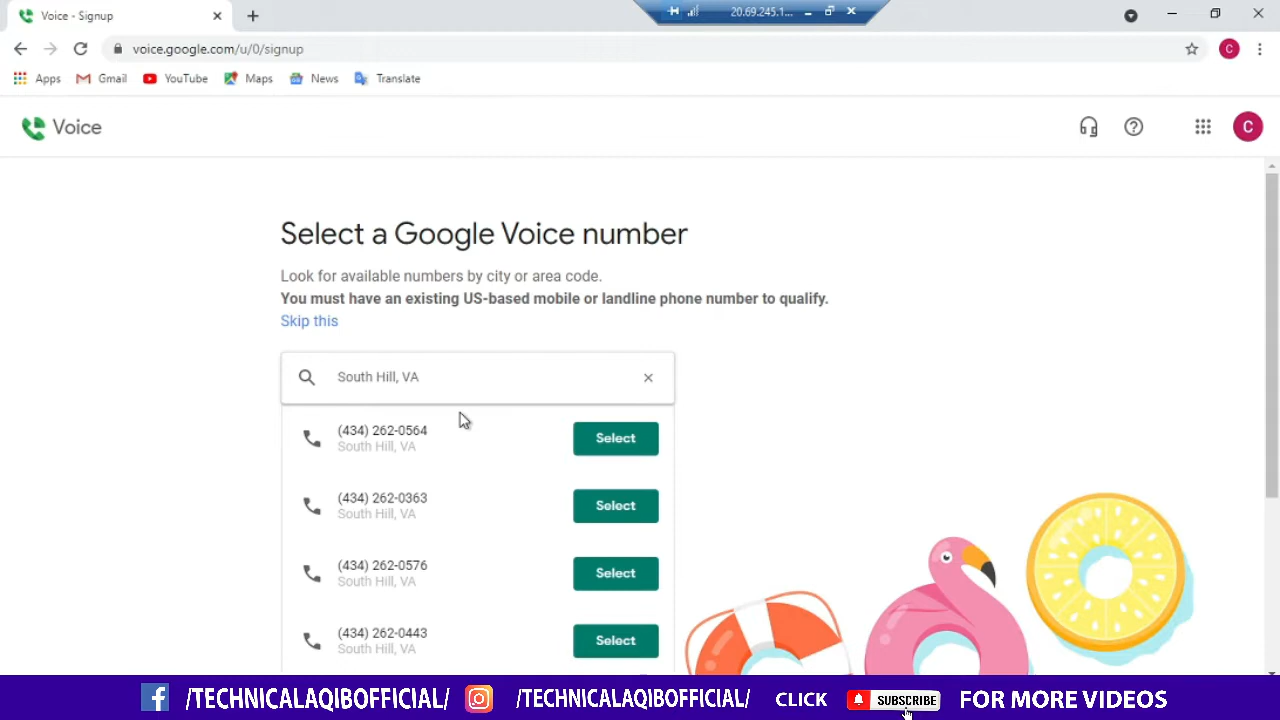 Voice - Signup
20.69.245.1...
voice.google.com/u/0/signup
C
Apps
Gmail
YouTube
Maps
News
Translate
Voice
C
Select a Google Voice number
Look for available numbers by city or area code.
You must have an existing US-based mobile or landline phone number to qualify.
Skip this
South Hill, VA
(434) 262-0564
South Hill, VA
Select
(434) 262-0363
South Hill, VA
Select
(434) 262-0576
South Hill, VA
Select
(434) 262-0443
South Hill, VA
Select
/TECHNICALAQIBOFFICIAL/ /TECHNICALAQIBOFFICIAL/ CLICK SUBSCRIBE FOR MORE VIDEOS